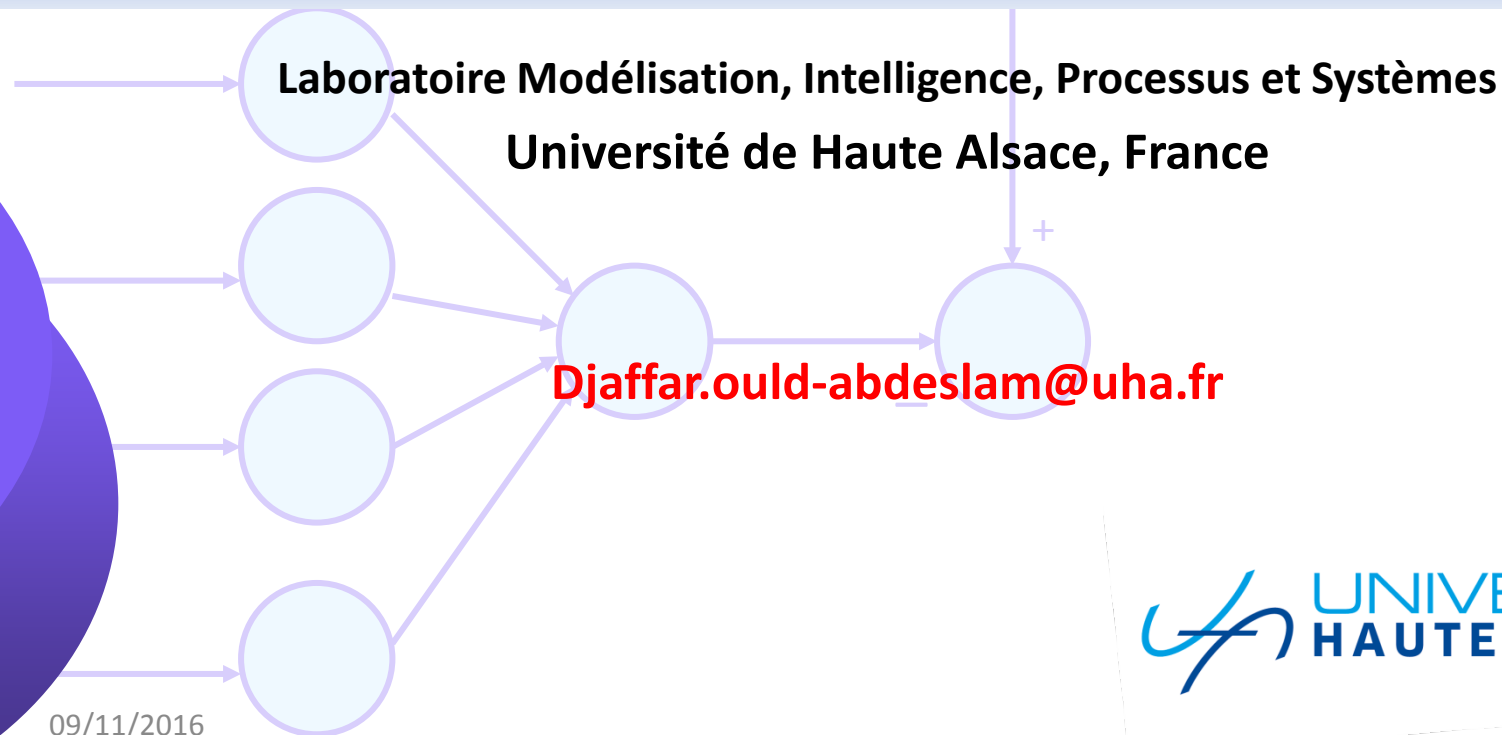 Laboratoire Modélisation, Intelligence, Processus et Systèmes
Université de Haute Alsace, France
+
Djaffar.ould-abdeslam@uha.fr
—
UNIVE
HAUTE
09/11/2016